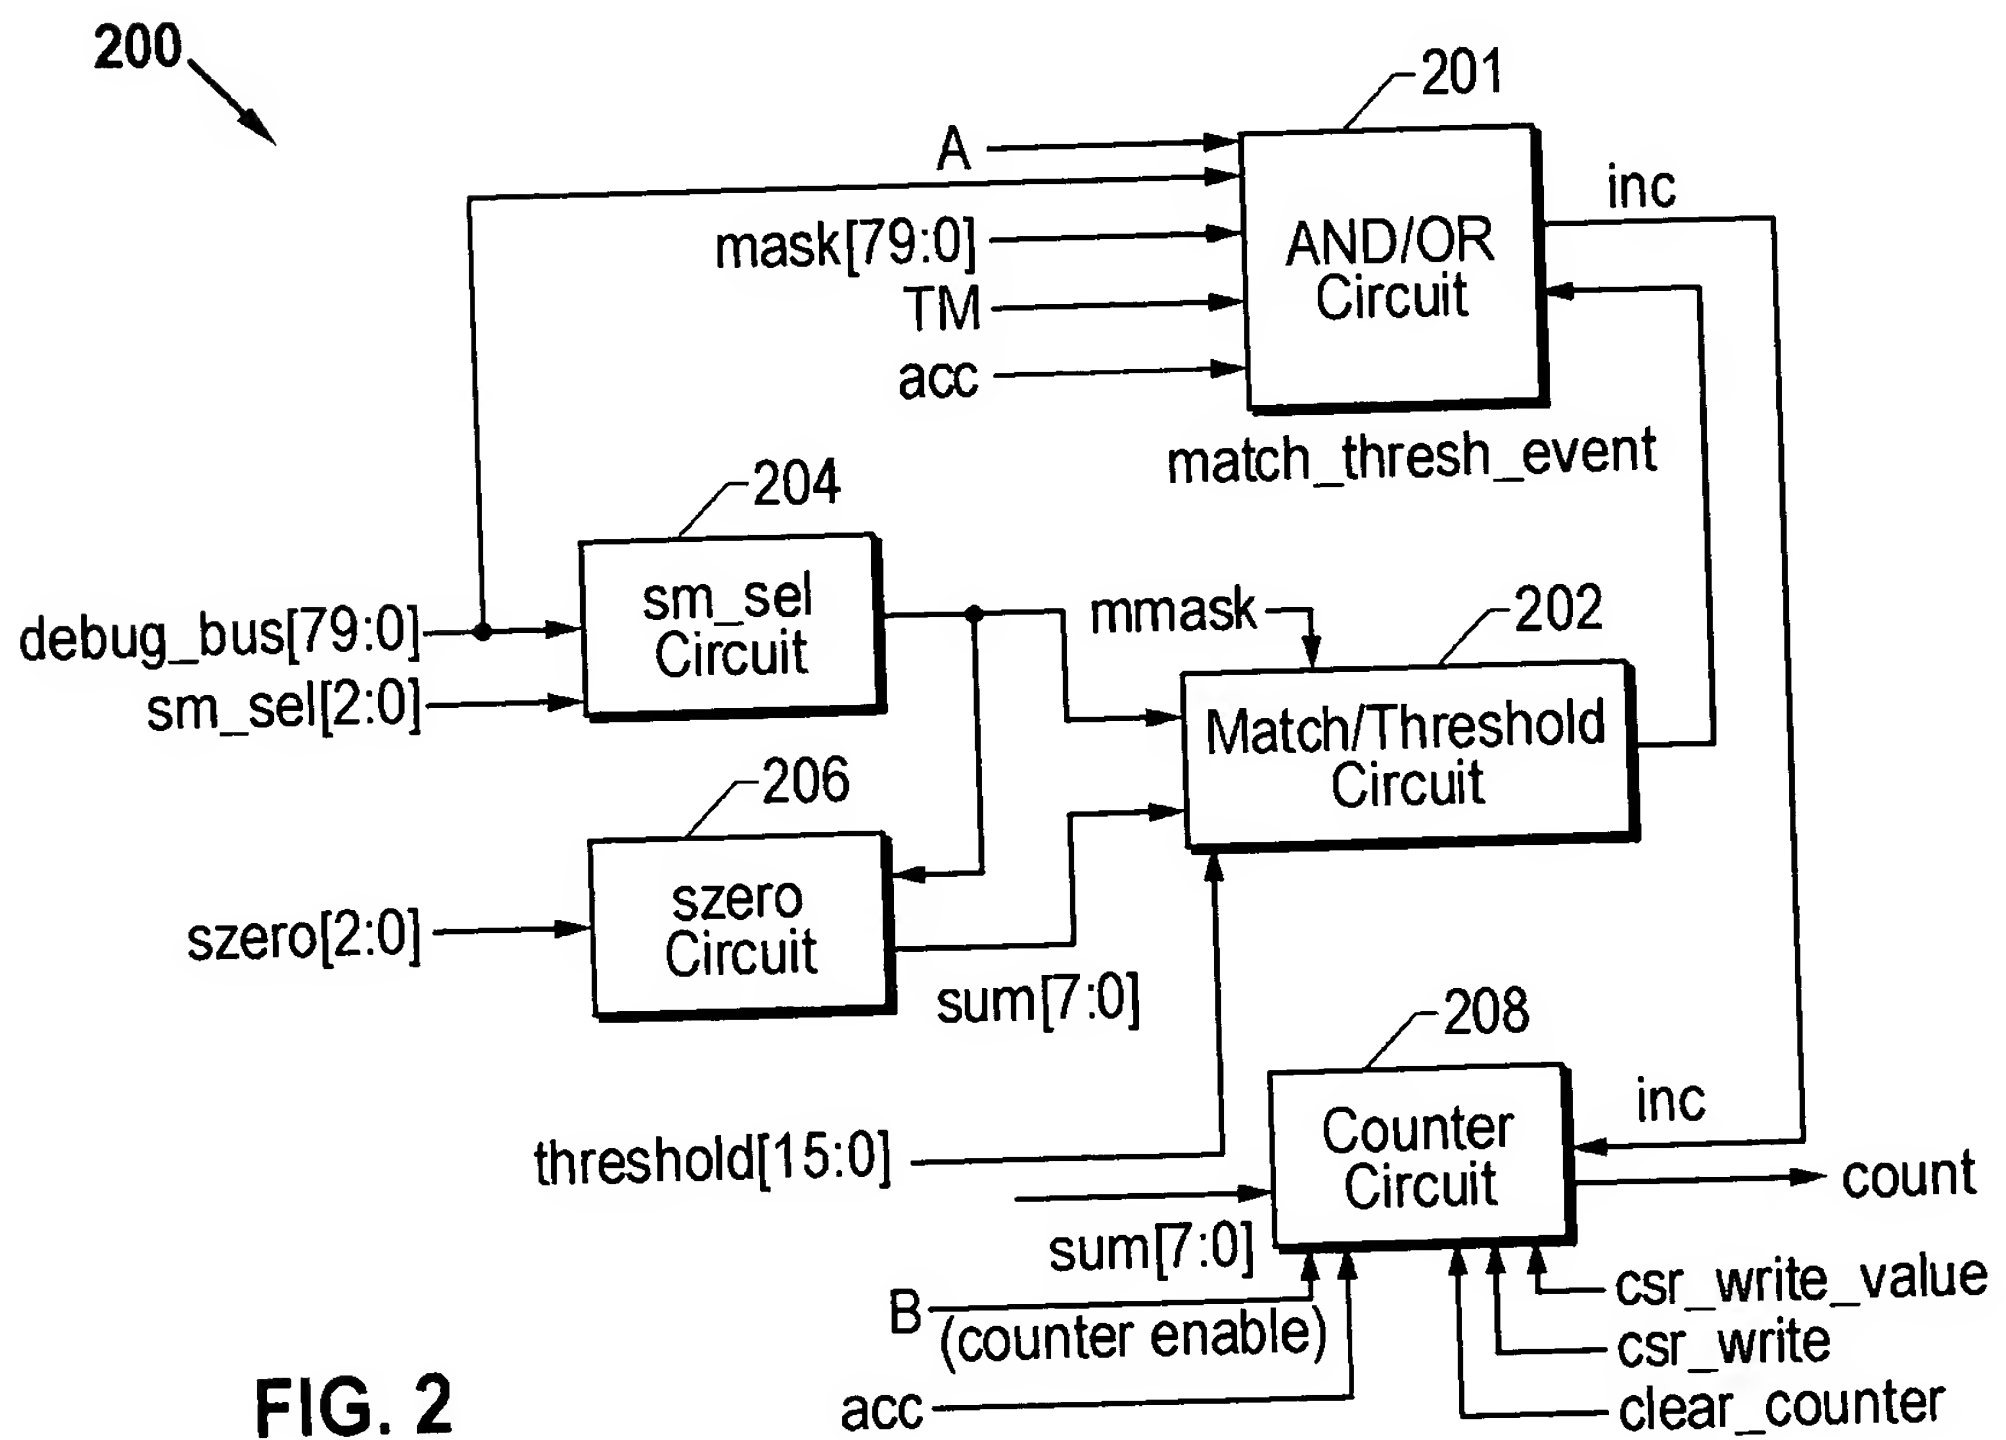 200
201
A
inc
mask[79:0]
AND/OR
Circuit
TM
acc
match_thresh_event
204
sm_sel
Circuit
debug_bus[79:0]
sm_sel[2:0]
mmask
202
Match/Threshold
Circuit
206
szero
Circuit
szero[2:0]
sum[7:0]
208
Counter
Circuit
inc
threshold[15:0]
count
sum[7:0]
B
(counter enable)
acc
csr_write_value
csr_write
clear_counter
FIG. 2